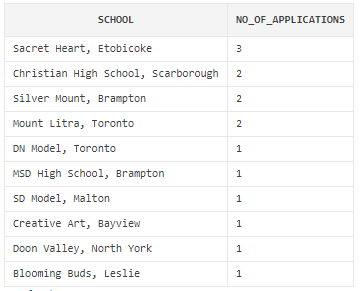 SCHOOL NO_OF_APPLICATIONS
Sacret Heart, Etobicoke 3
Christian High School, Scarborough 2
Silver Mount, Brampton 2
Mount Litra, Toronto 2
DN Model, Toronto 1
MSD High School, Brampton 1
SD Model, Malton 1
Creative Art, Bayview 1
Doon Valley, North York 1
Blooming Buds, Leslie 1